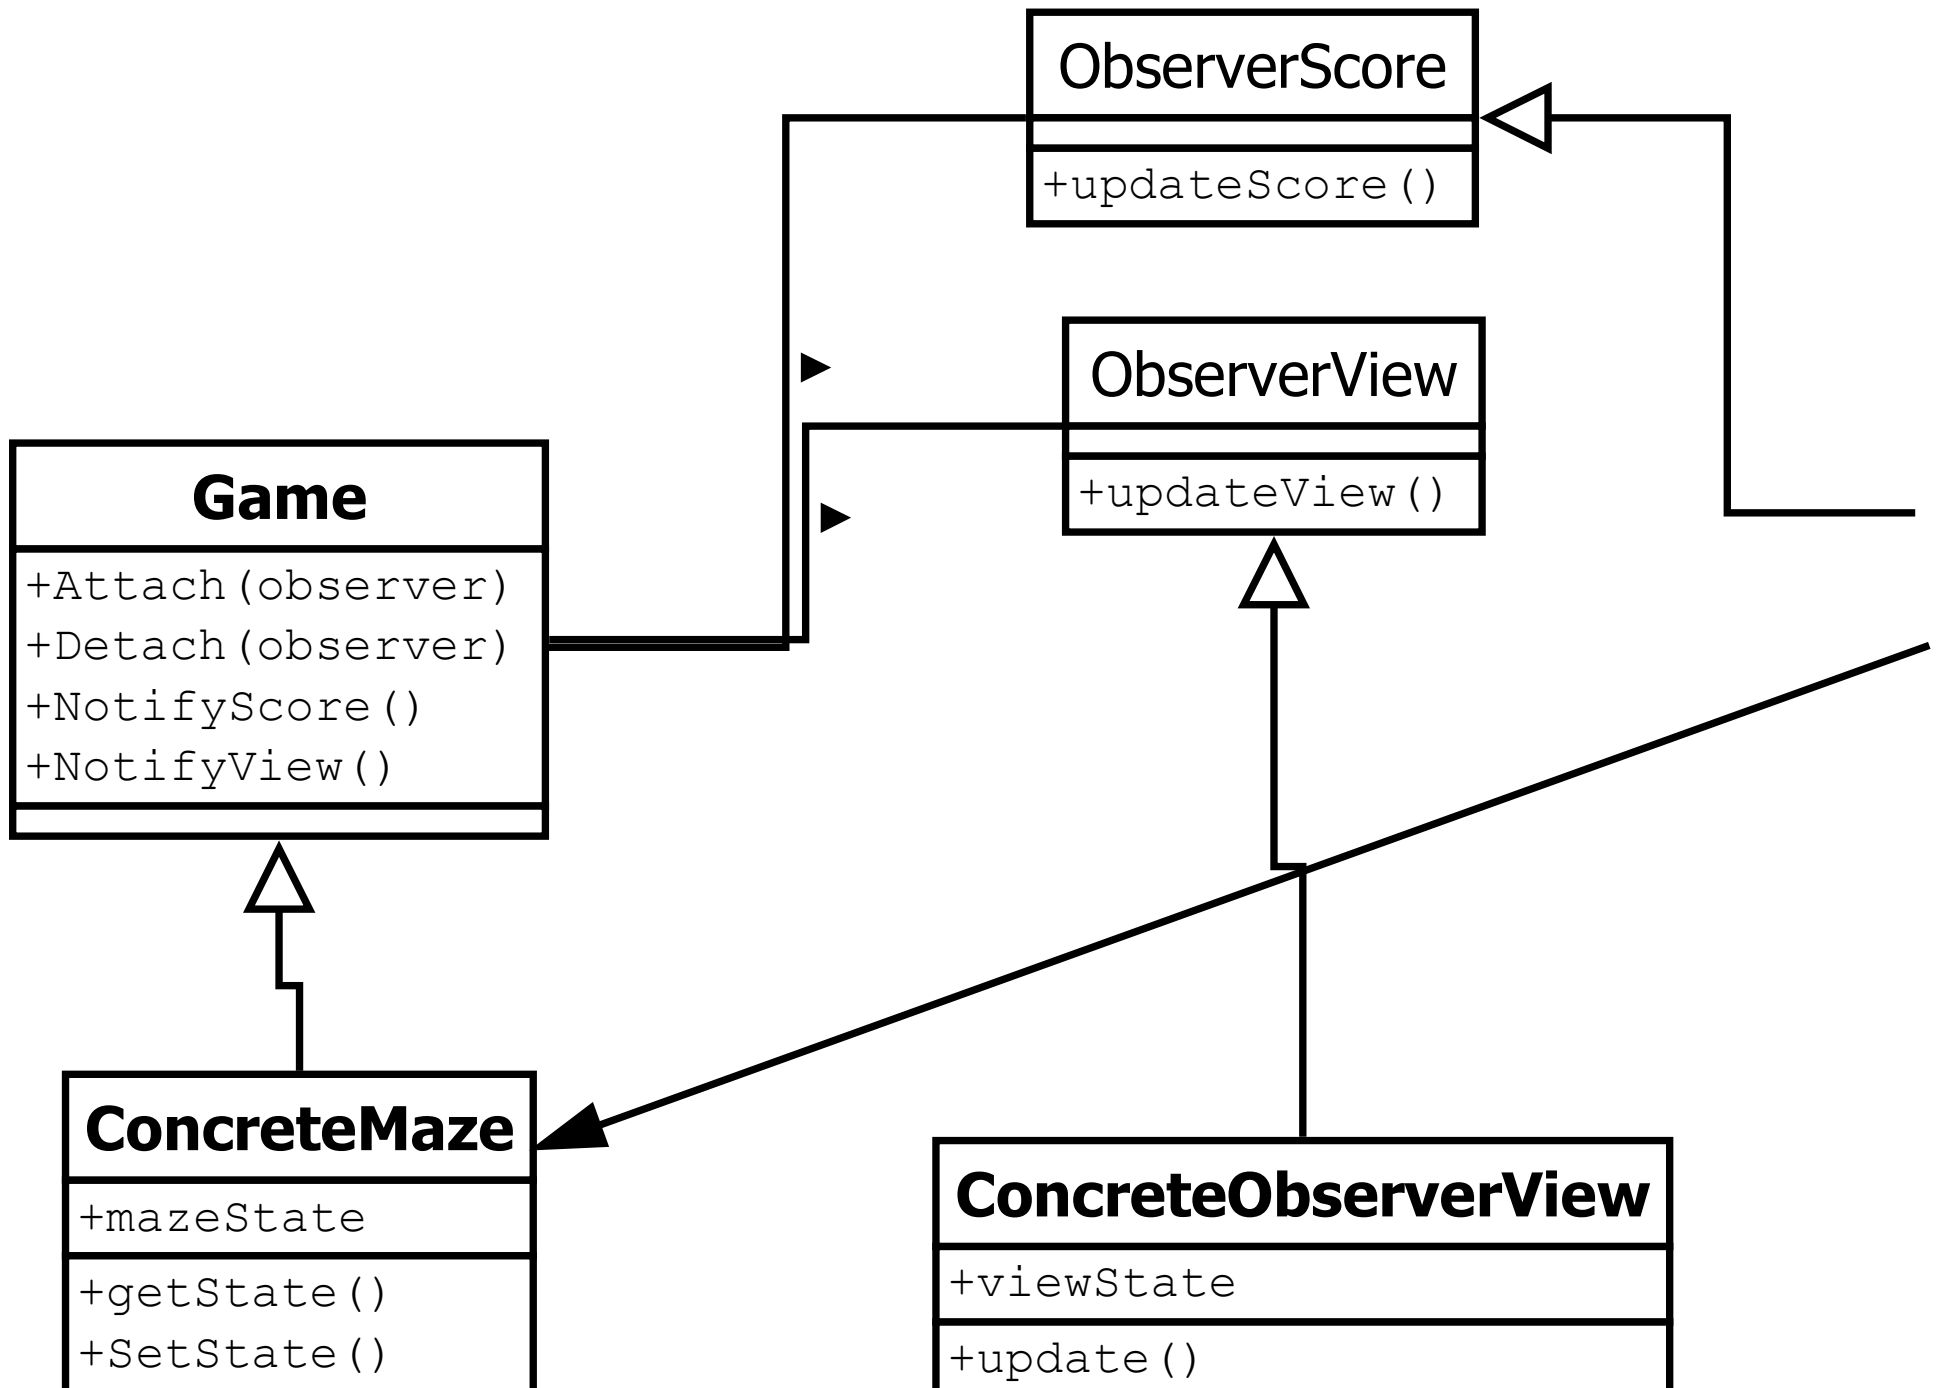 ObserverScore
+updateScore()
ObserverView
+updateView()
Game
+Attach(observer)
+Detach(observer)
+NotifyScore()
+NotifyView()
ConcreteMaze
+mazeState
+getState()
+SetState()
ConcreteObserverView
+viewState
+update()